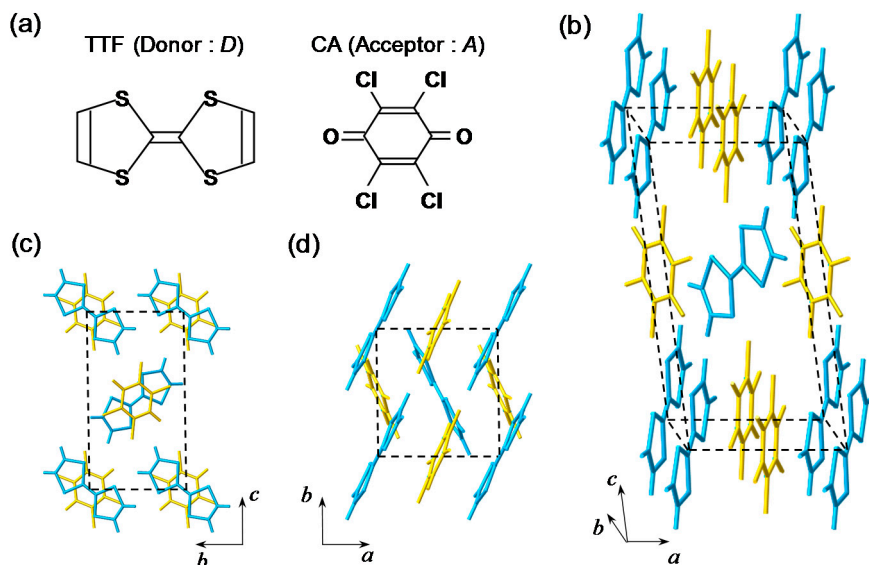 (a)
TTF (Donor : D)
CA (Acceptor : A)
(b)
S
S
S
S
Cl
Cl
O
O
Cl
Cl
(c)
(d)
c
b
b
a
c
b
a